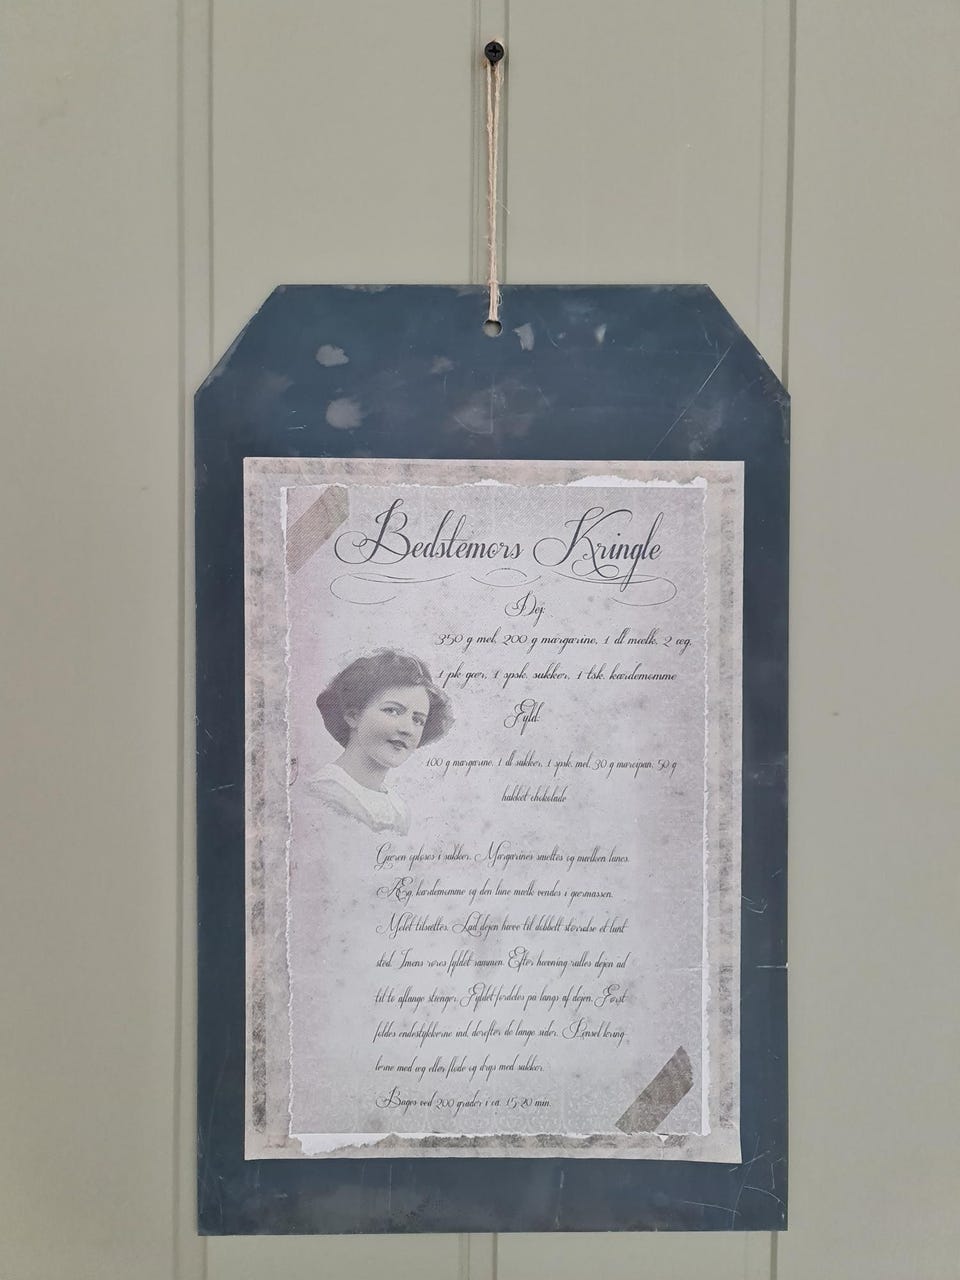 Bedstemors Kringle
Dej:
350 g mel, 200 g margarine, 1 dl mælk, 2 æg,
1 pk gær, 1 spsk. sukker, 1 tsk. kardemomme
Fyld:
100 g margarine, 1 dl sukker, 1 spsk. mel, 30 g marcipan, 50 g
hakket chokolade
Gæren opløses i sukker. Margarinen smeltes og mælken lunes.
Æg, kardemomme og den lune mælk vendes i gærmassen.
Melet tilsættes. Lad dejen hæve til dobbelt størrelse et lunt
sted. Imens røres fyldet sammen. Efter hævning rulles dejen ud
til to aflange stænger. Fyldet fordeles på langs af dejen. Først
foldes endestykkerne ind, derefter de lange sider. Pensel kring-
lerne med æg eller fløde og drys med sukker.
Bages ved 200 grader i ca. 15-20 min.